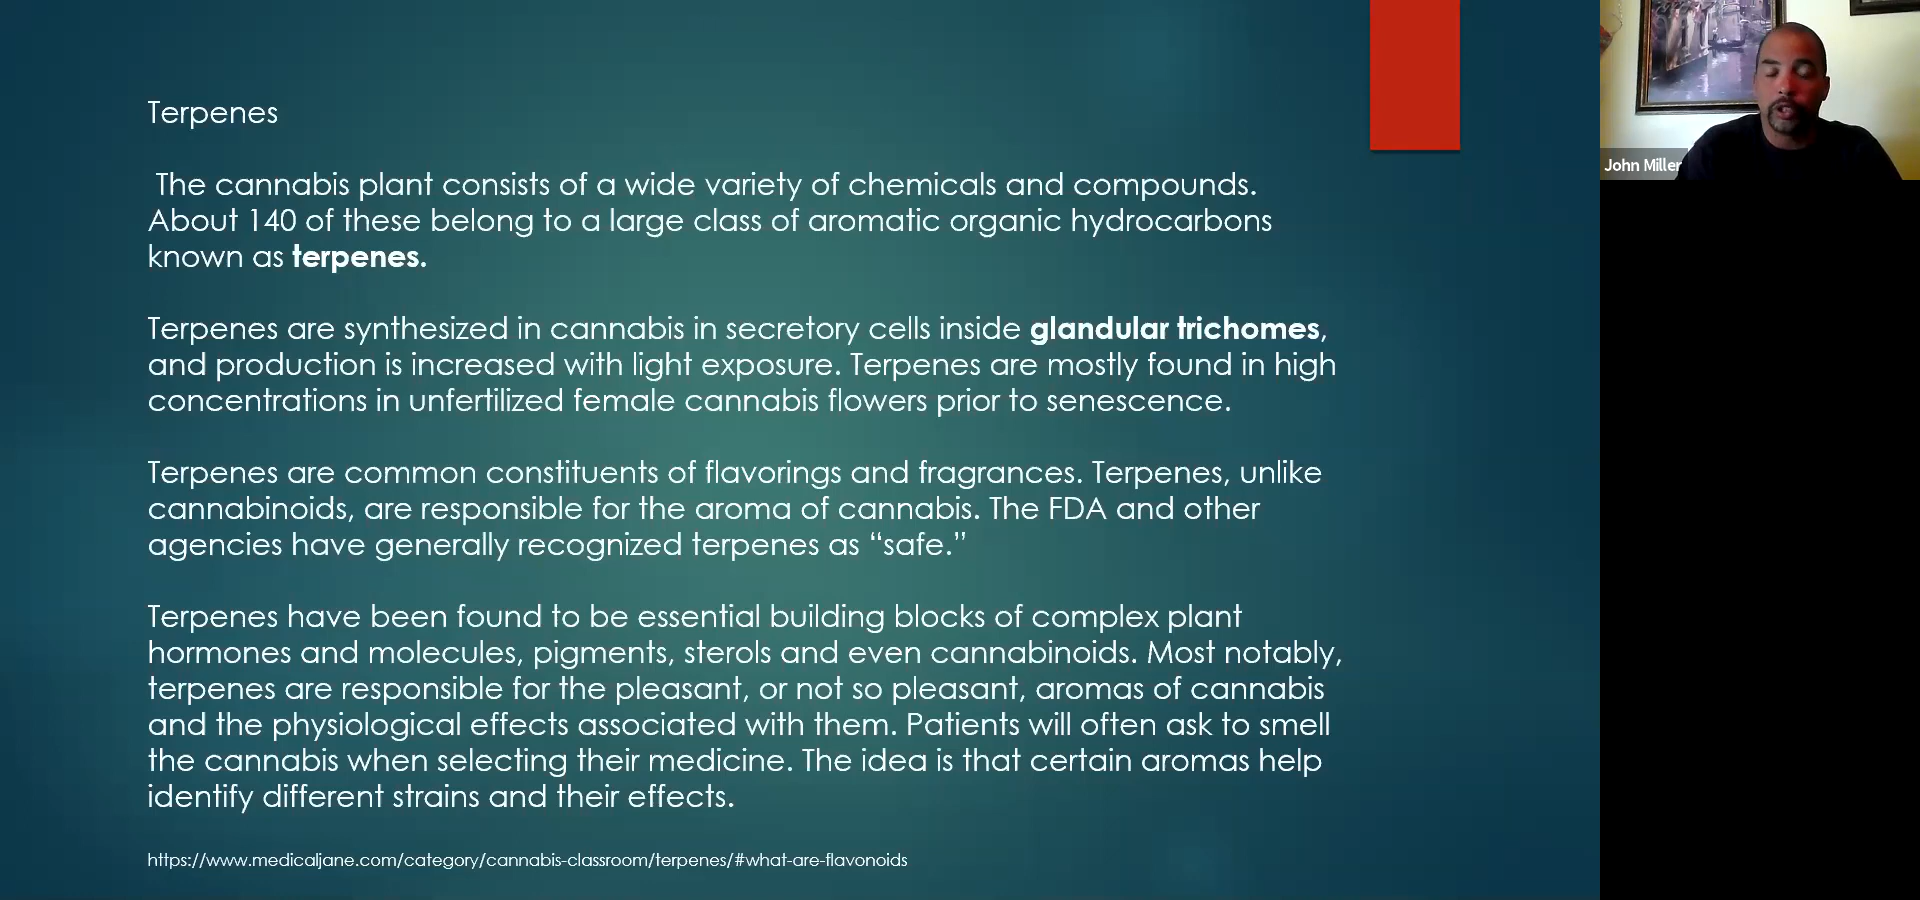 Terpenes
The cannabis plant consists of a wide variety of chemicals and compounds.
About 140 of these belong to a large class of aromatic organic hydrocarbons
known as terpenes.
Terpenes are synthesized in cannabis in secretory cells inside glandular trichomes,
and production is increased with light exposure. Terpenes are mostly found in high
concentrations in unfertilized female cannabis flowers prior to senescence.
Terpenes are common constituents of flavorings and fragrances. Terpenes, unlike
cannabinoids, are responsible for the aroma of cannabis. The FDA and other
agencies have generally recognized terpenes as “safe.”
Terpenes have been found to be essential building blocks of complex plant
hormones and molecules, pigments, sterols and even cannabinoids. Most notably,
terpenes are responsible for the pleasant, or not so pleasant, aromas of cannabis
and the physiological effects associated with them. Patients will often ask to smell
the cannabis when selecting their medicine. The idea is that certain aromas help
identify different strains and their effects.
https://www.medicaljane.com/category/cannabis-classroom/terpenes/#what-are-flavonoids
John Miller